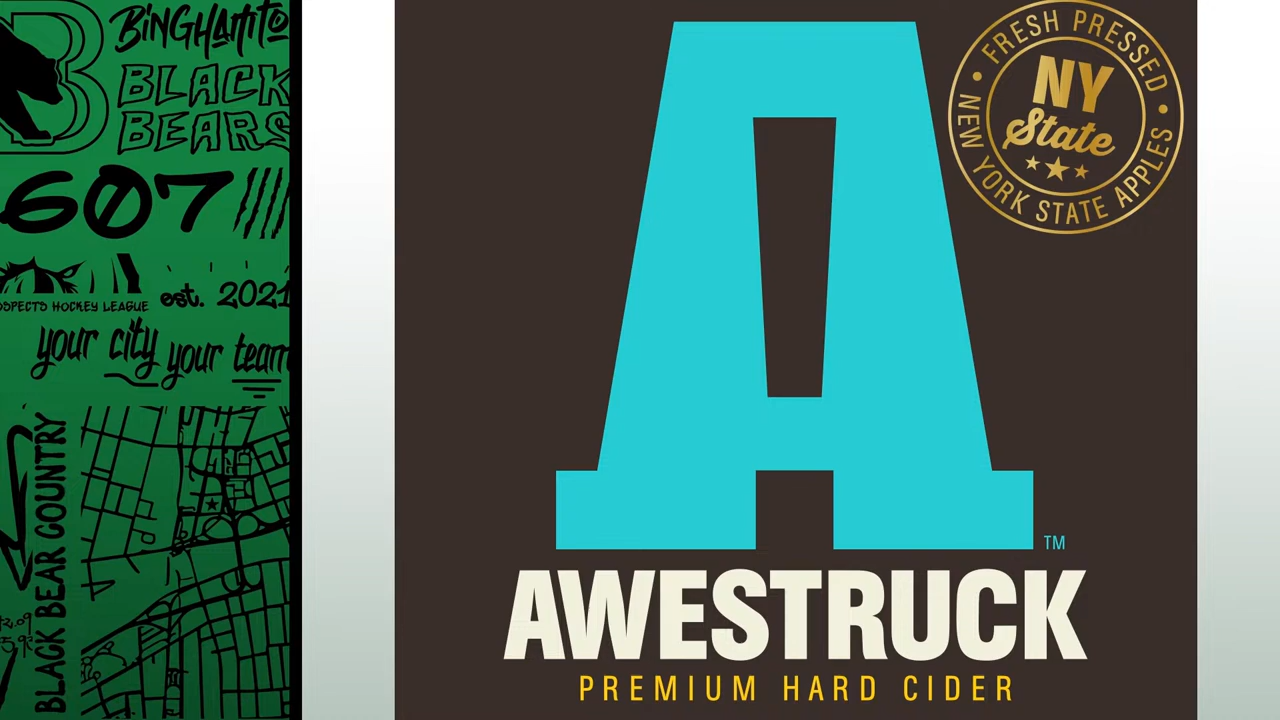 BINGHAMTO
BLACK
BEARS
607
OSPECTS HOCKEY LEAGUE
est. 2021
your city your team
BLACK BEAR COUNTRY
A
TM
AWESTRUCK
PREMIUM HARD CIDER
FRESH PRESSED
NY
State
NEW YORK STATE APPLES